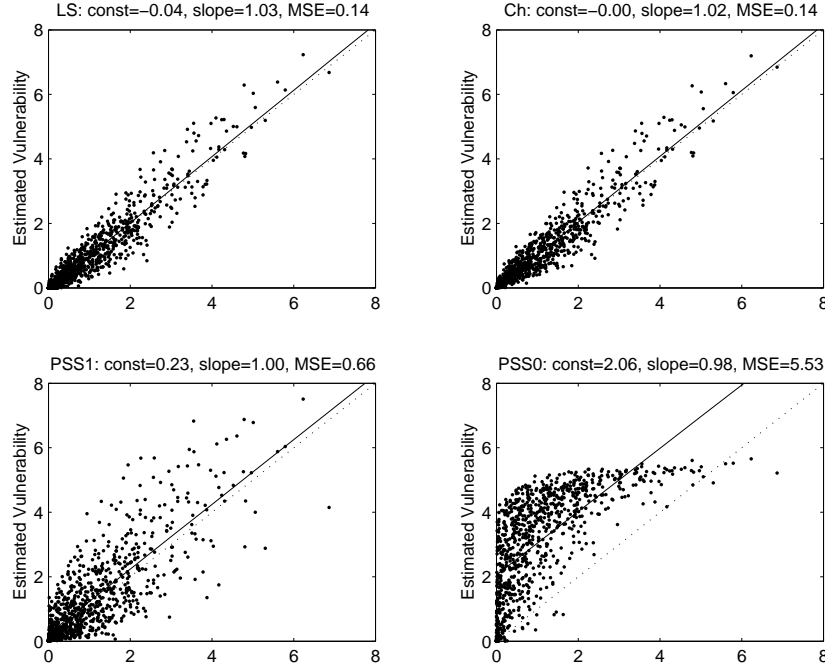 LS: const=−0.04, slope=1.03, MSE=0.14
8
6
4
2
0
Estimated Vulnerability
0 2 4 6 8
Ch: const=−0.00, slope=1.02, MSE=0.14
8
6
4
2
0
Estimated Vulnerability
0 2 4 6 8
PSS1: const=0.23, slope=1.00, MSE=0.66
8
6
4
2
0
Estimated Vulnerability
0 2 4 6 8
PSS0: const=2.06, slope=0.98, MSE=5.53
8
6
4
2
0
Estimated Vulnerability
0 2 4 6 8